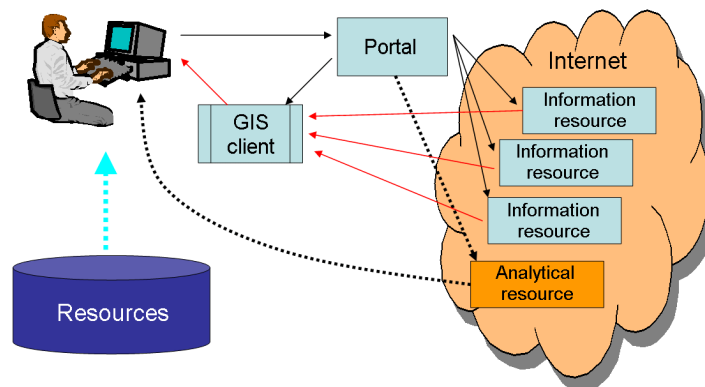 Portal
Internet
Information
resource
GIS
client
Information
resource
Information
resource
Analytical
resource
Resources